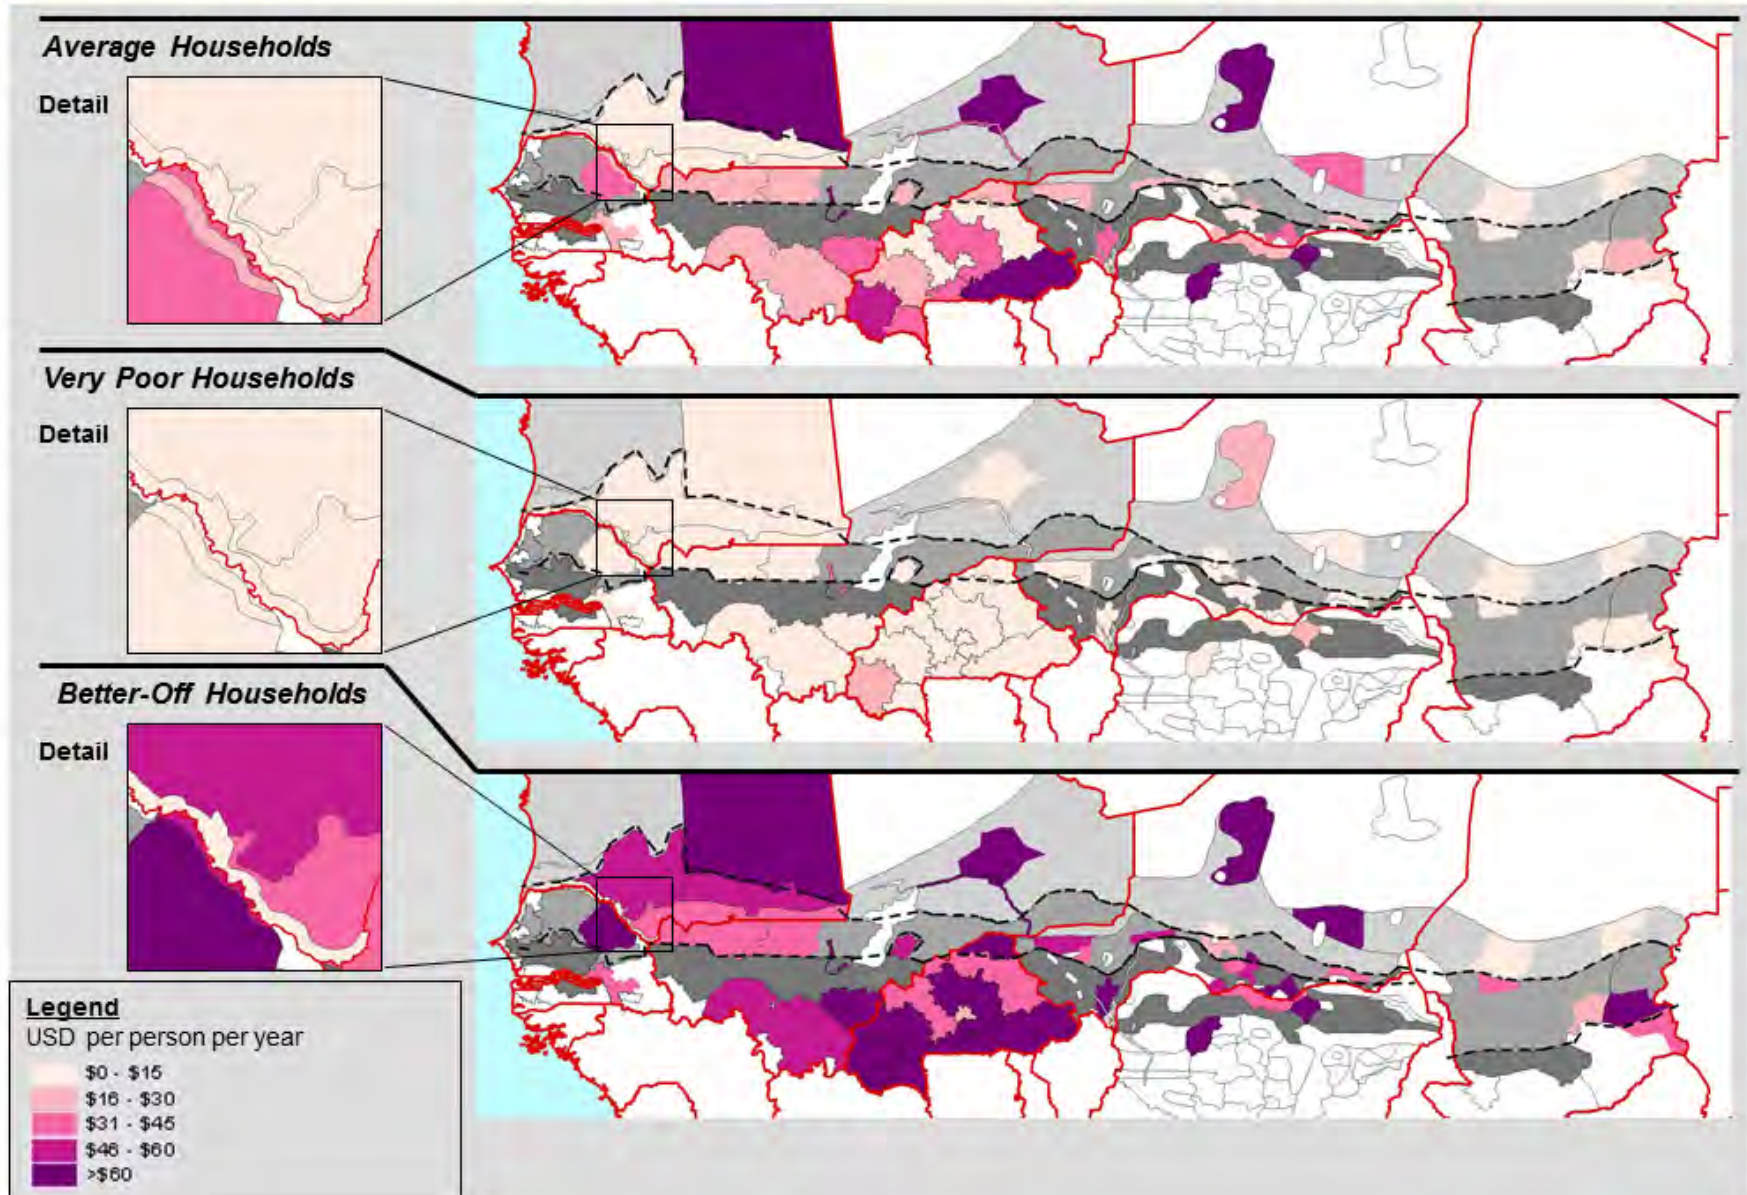 Average Households
Detail
Very Poor Households
Detail
Better-Off Households
Detail
Legend
USD per person per year
$0 - $15
$16 - $30
$31 - $45
$46 - $60
>$60